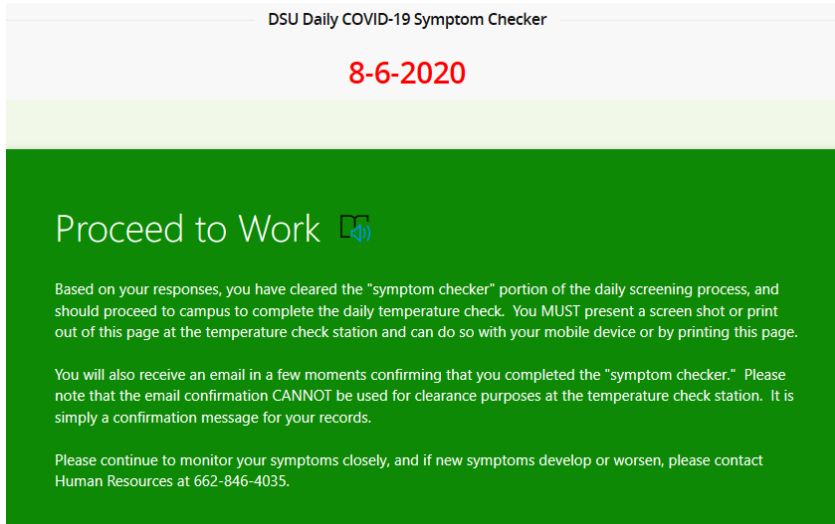 DSU Daily COVID-19 Symptom Checker
8-6-2020
Proceed to Work
Based on your responses, you have cleared the "symptom checker" portion of the daily screening process, and
should proceed to campus to complete the daily temperature check.  You MUST present a screen shot or print
out of this page at the temperature check station and can do so with your mobile device or by printing this page.
You will also receive an email in a few moments confirming that you completed the "symptom checker."  Please
note that the email confirmation CANNOT be used for clearance purposes at the temperature check station.  It is
simply a confirmation message for your records.
Please continue to monitor your symptoms closely, and if new symptoms develop or worsen, please contact
Human Resources at 662-846-4035.